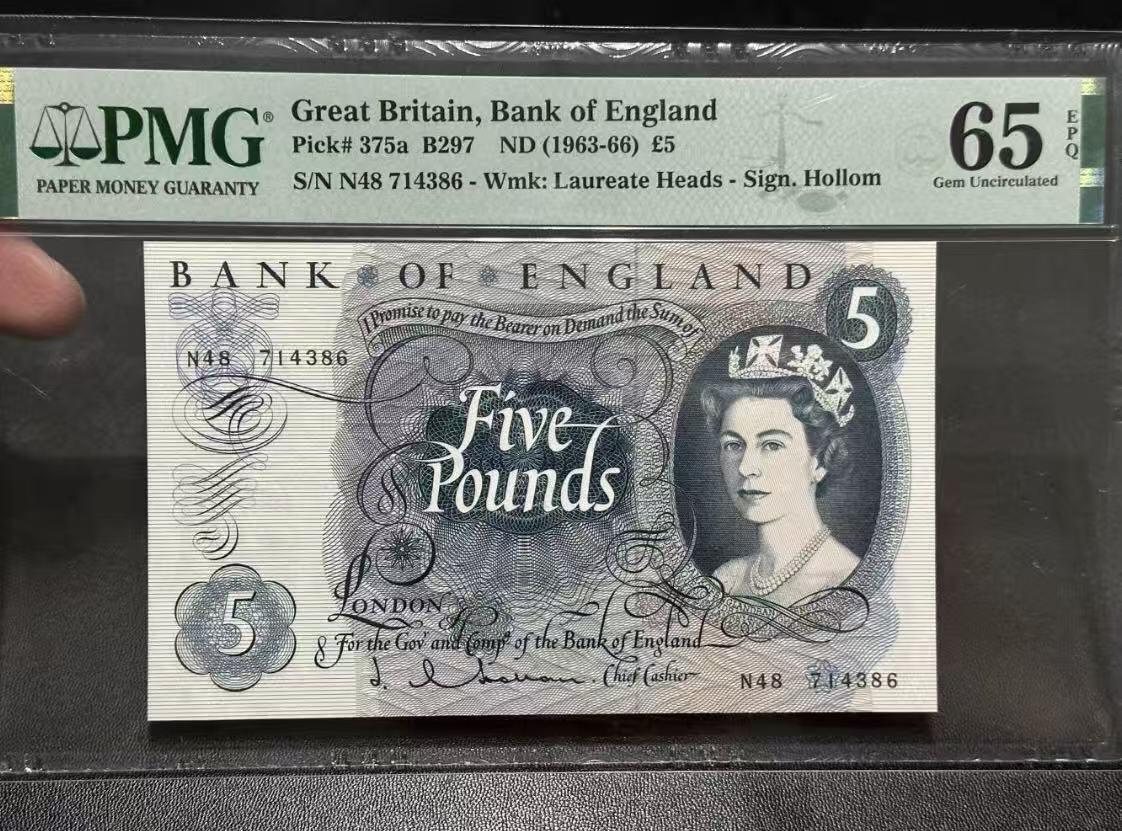 PMG®
PAPER MONEY GUARANTY
Great Britain, Bank of England
Pick# 375a B297 ND (1963-66) £5
S/N N48 714386 - Wmk: Laureate Heads - Sign. Hollom
65
EPQ
Gem Uncirculated
BANK OF ENGLAND
5
I Promise to pay the Bearer on Demand the Sum of
N48 714386
Five
Pounds
LONDON
5
For the Govr and Compa of the Bank of England
Chief Cashier
N48 714386